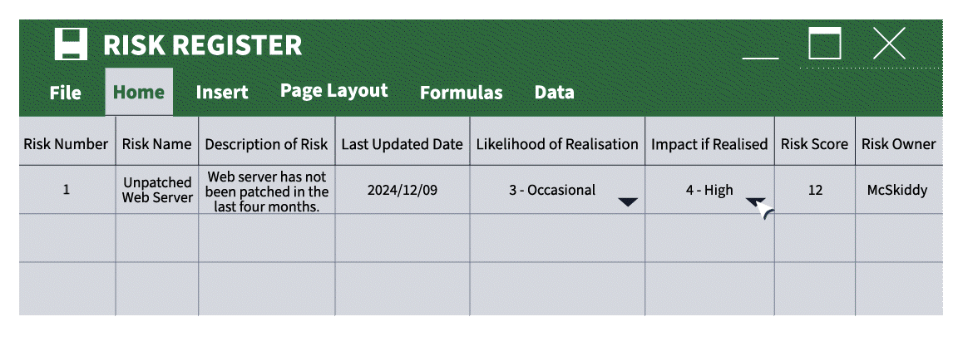 RISK REGISTER
File Home Insert Page Layout Formulas Data
Risk Number Risk Name Description of Risk Last Updated Date Likelihood of Realisation Impact if Realised Risk Score Risk Owner
1 Unpatched Web Server Web server has not been patched in the last four months. 2024/12/09 3 - Occasional 4 - High 12 McSkiddy